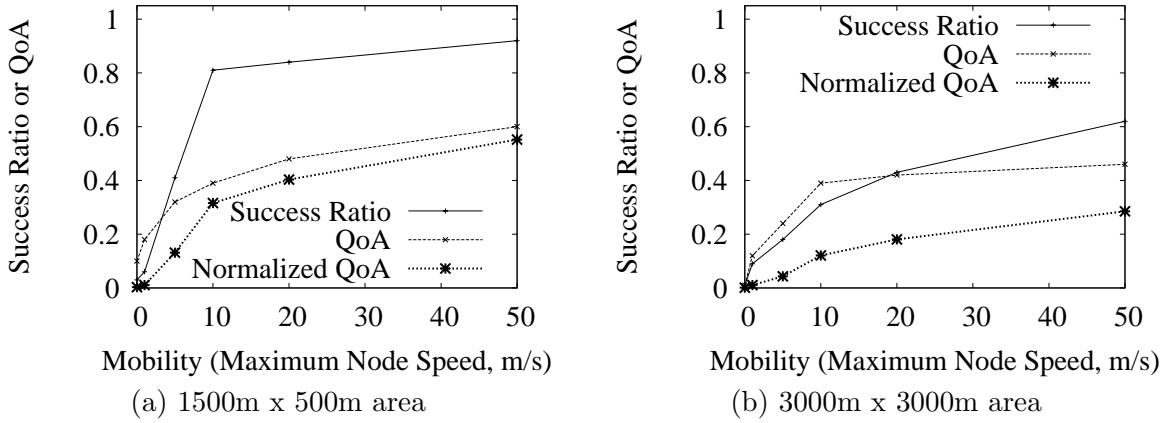 Success Ratio or QoA
1
0.8
0.6
0.4
0.2
0
Success Ratio
QoA
Normalized QoA
0 10 20 30 40 50
Mobility (Maximum Node Speed, m/s)
(a) 1500m x 500m area
Success Ratio or QoA
1
0.8
0.6
0.4
0.2
0
Success Ratio
QoA
Normalized QoA
0 10 20 30 40 50
Mobility (Maximum Node Speed, m/s)
(b) 3000m x 3000m area